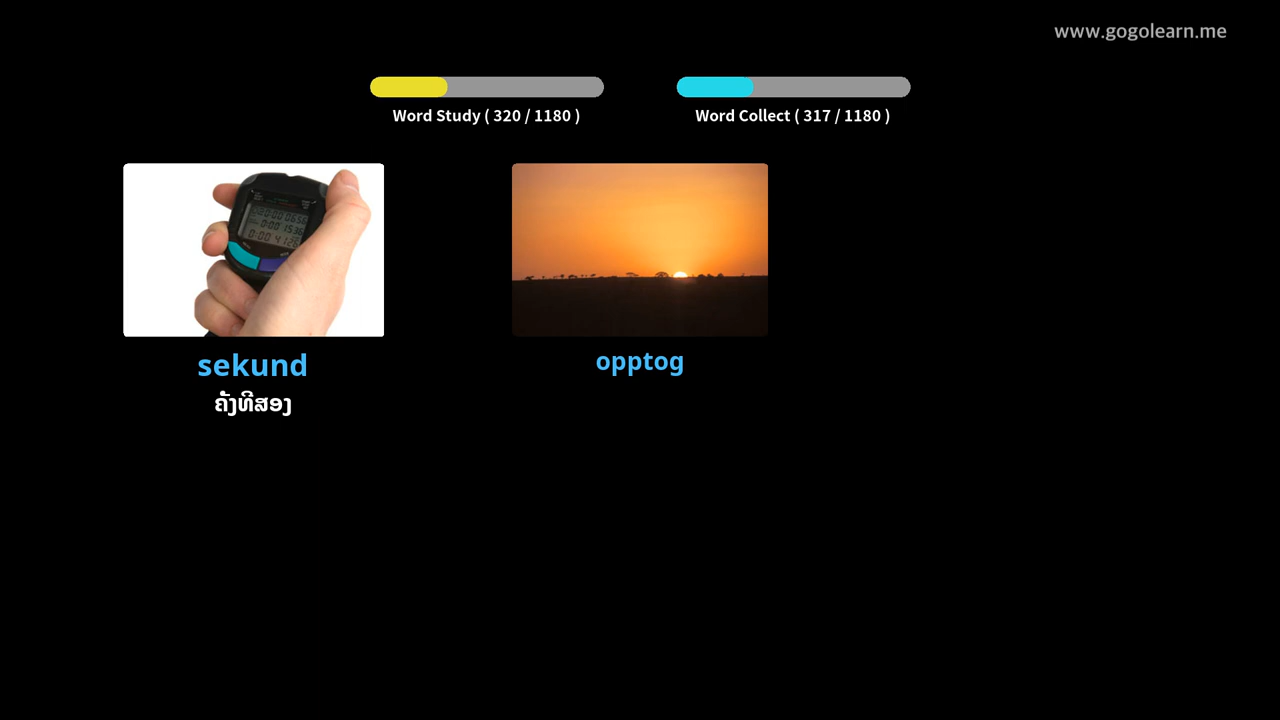 www.gogolearn.me
Word Study ( 320 / 1180 )
Word Collect ( 317 / 1180 )
sekund
ຄັ້ງທີສອງ
opptog